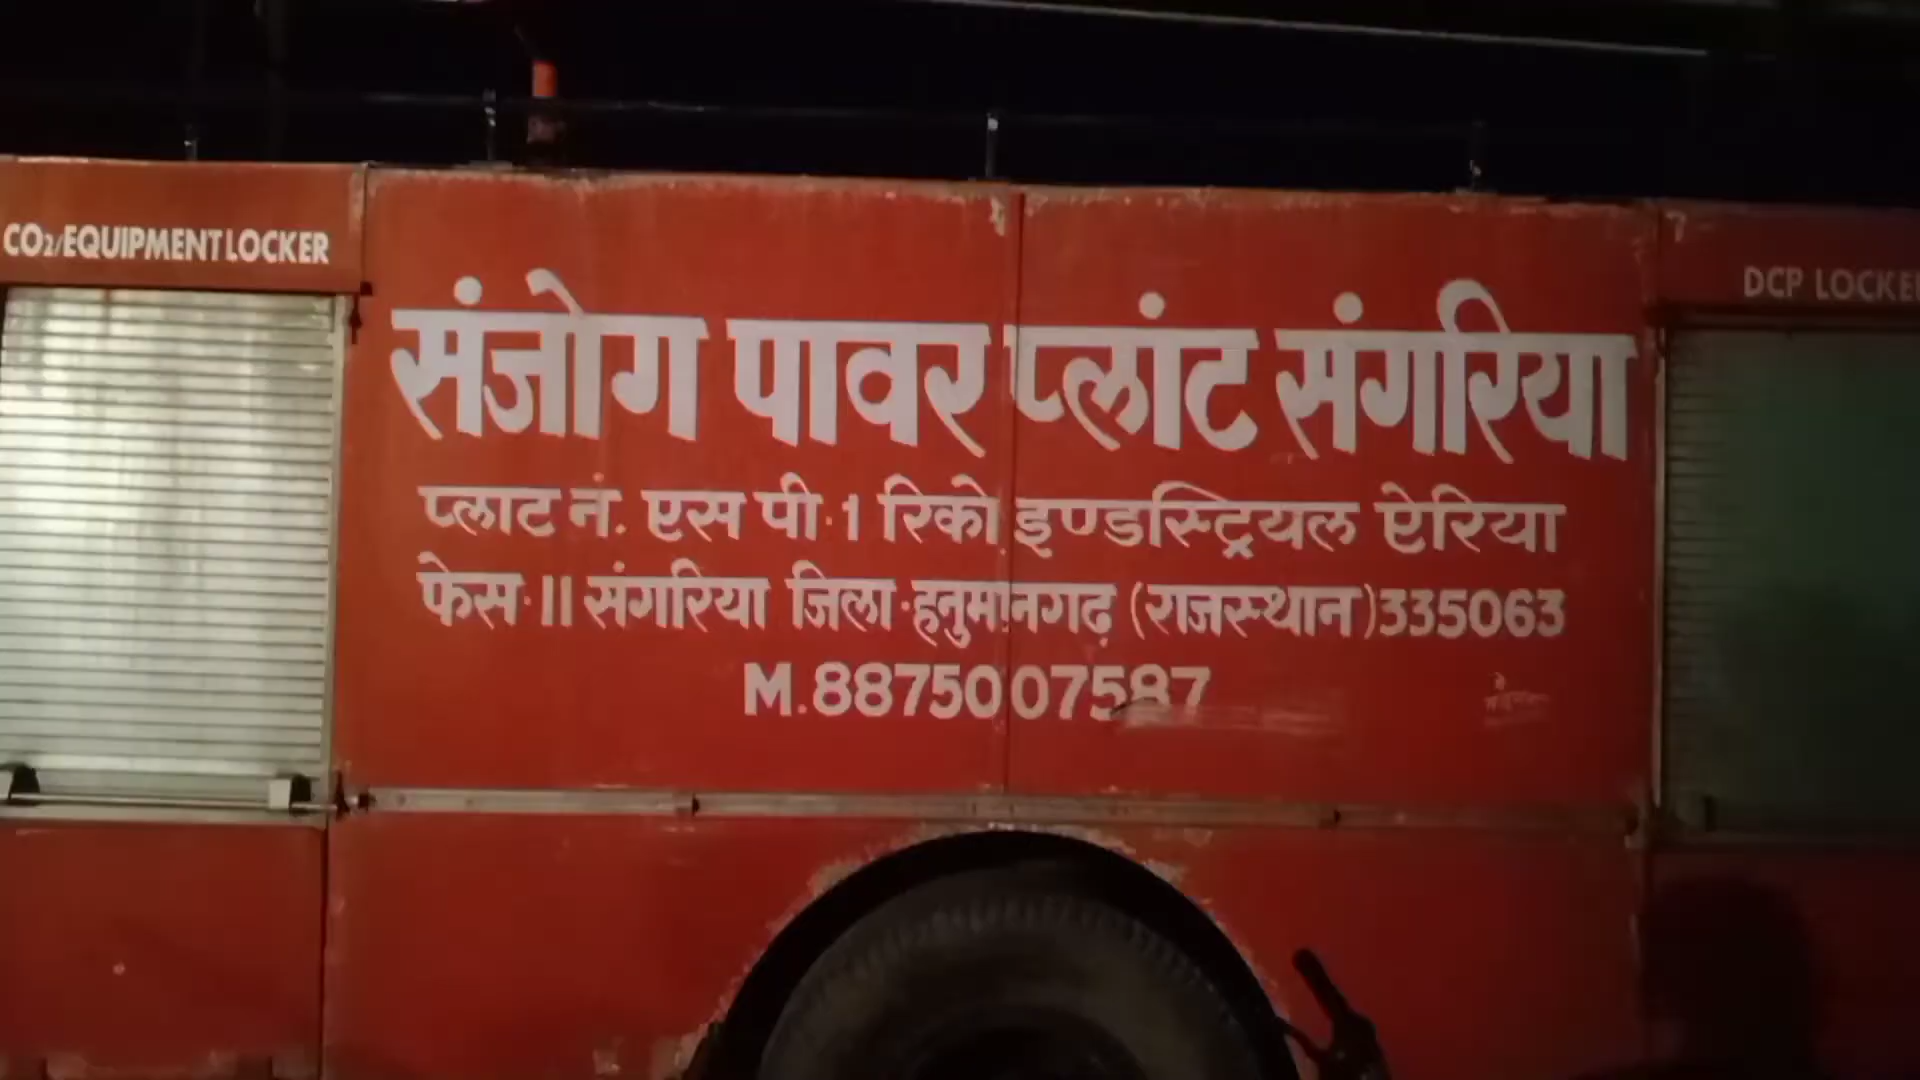 CO2/EQUIPMENT LOCKER
DCP LOCKE
संजोग पावर प्लांट संगरिया
प्लाट नं. एस पी.1 रिको इण्डस्ट्रियल ऐरिया
फेस.II संगरिया जिला.हनुमानगढ़ (राजस्थान)335063
M.8875007587